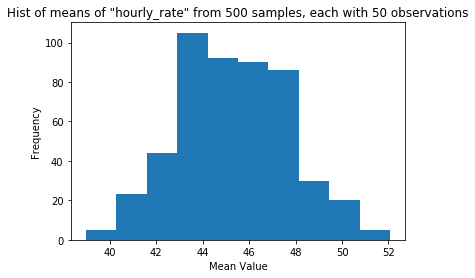 Hist of means of "hourly_rate" from 500 samples, each with 50 observations
100
80
60
40
20
0
Frequency
40 42 44 46 48 50 52
Mean Value